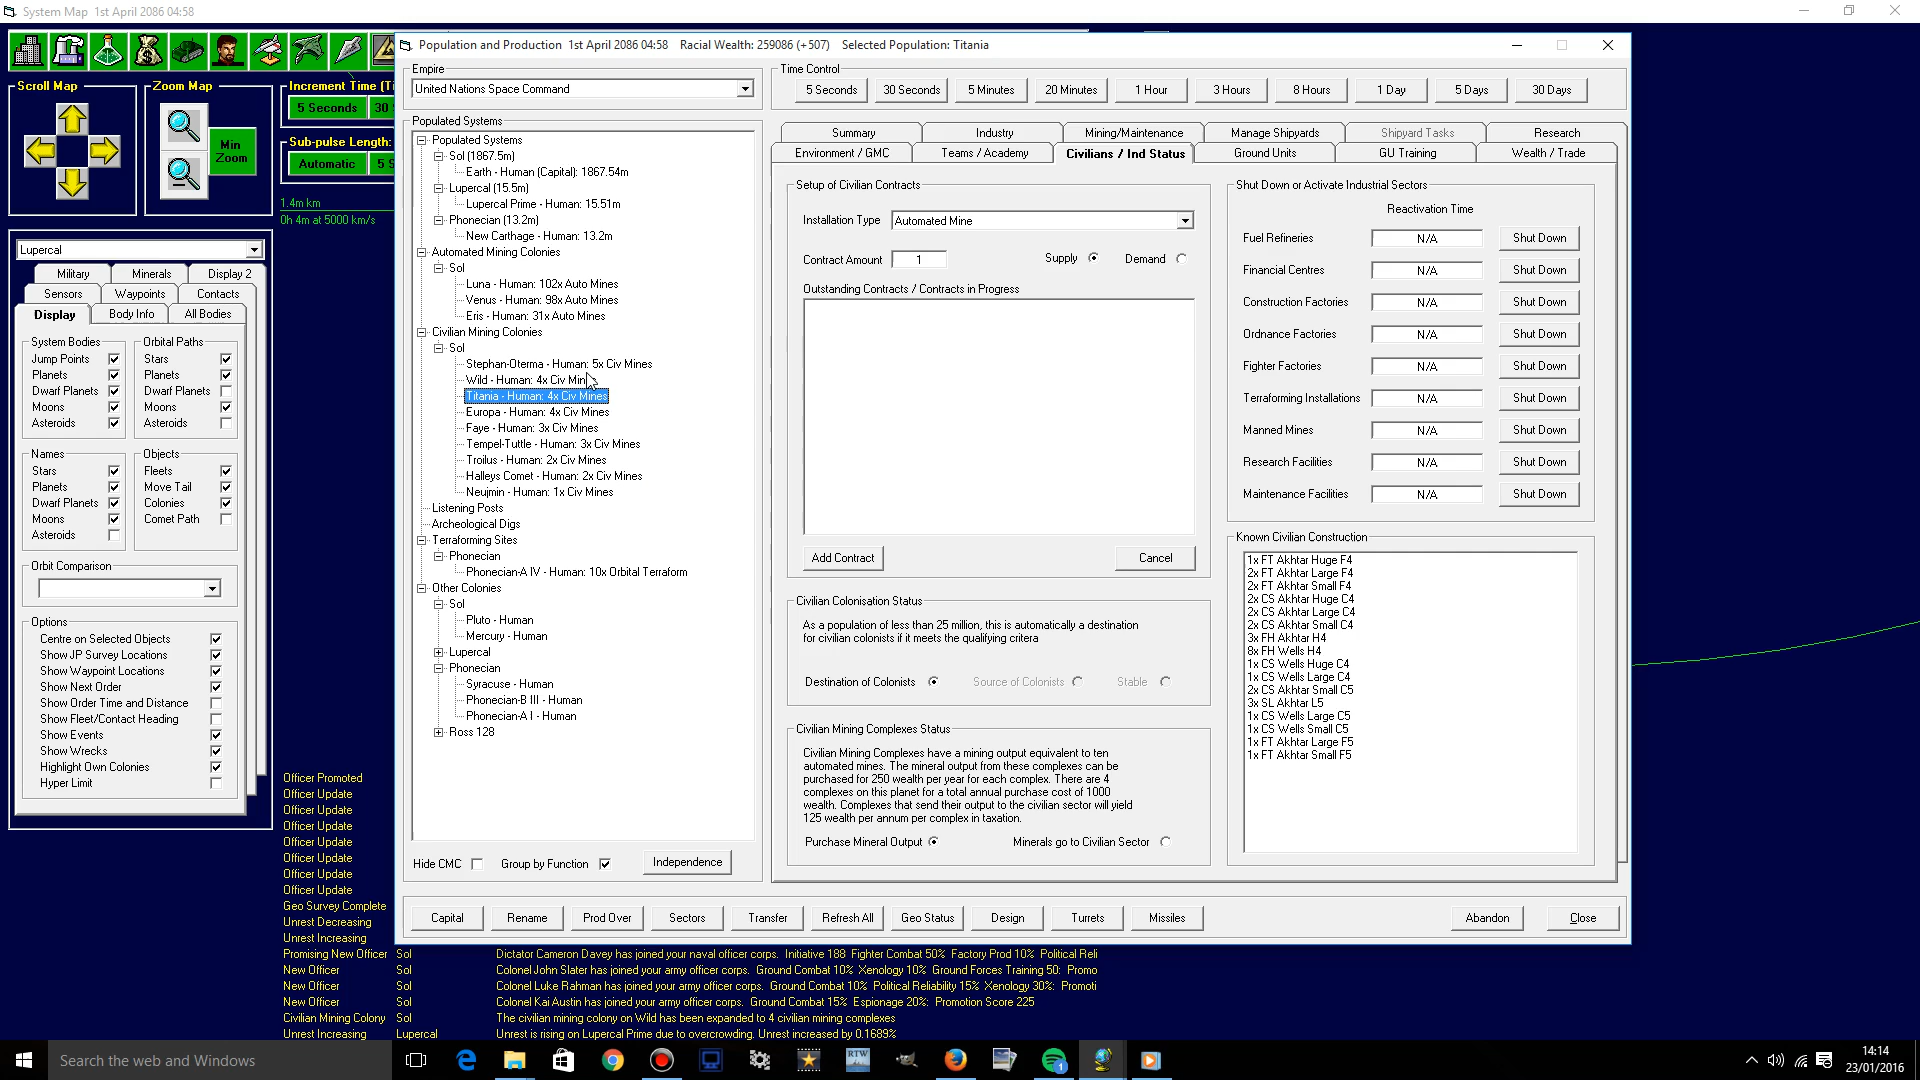 System Map   1st April 2086 04:58
Population and Production   1st April 2086 04:58   Racial Wealth: 259086 (+507)   Selected Population: Titania
Scroll Map
Zoom Map
Min
Zoom
Increment Time (Ti
5 Seconds
30
Sub-pulse Length:
Automatic
5 S
1.4m km
0h 4m at 5000 km/s
Lupercal
Military
Minerals
Display 2
Sensors
Waypoints
Contacts
Display
Body Info
All Bodies
System Bodies
Jump Points
Planets
Dwarf Planets
Moons
Asteroids
Orbital Paths
Stars
Planets
Dwarf Planets
Moons
Asteroids
Names
Stars
Planets
Dwarf Planets
Moons
Asteroids
Objects
Fleets
Move Tail
Colonies
Comet Path
Orbit Comparison
Options
Centre on Selected Objects
Show JP Survey Locations
Show Waypoint Locations
Show Next Order
Show Order Time and Distance
Show Fleet/Contact Heading
Show Events
Show Wrecks
Highlight Own Colonies
Hyper Limit
Empire
United Nations Space Command
Populated Systems
Populated Systems
Sol (1867.5m)
Earth - Human (Capital): 1867.54m
Lupercal (15.5m)
Lupercal Prime - Human: 15.51m
Phonecian (13.2m)
New Carthage - Human: 13.2m
Automated Mining Colonies
Sol
Luna - Human: 102x Auto Mines
Venus - Human: 98x Auto Mines
Eris - Human: 31x Auto Mines
Civilian Mining Colonies
Sol
Stephan-Oterma - Human: 5x Civ Mines
Wild - Human: 4x Civ Mines
Titania - Human: 4x Civ Mines
Europa - Human: 4x Civ Mines
Faye - Human: 3x Civ Mines
Tempel-Tuttle - Human: 3x Civ Mines
Troilus - Human: 2x Civ Mines
Halleys Comet - Human: 2x Civ Mines
Neujmin - Human: 1x Civ Mines
Listening Posts
Archeological Digs
Terraforming Sites
Phonecian
Phonecian-A IV - Human: 10x Orbital Terraform
Other Colonies
Sol
Pluto - Human
Mercury - Human
Lupercal
Phonecian
Syracuse - Human
Phonecian-B III - Human
Phonecian-A I - Human
Ross 128
Hide CMC
Group by Function
Independence
Time Control
5 Seconds
30 Seconds
5 Minutes
20 Minutes
1 Hour
3 Hours
8 Hours
1 Day
5 Days
30 Days
Summary
Industry
Mining/Maintenance
Manage Shipyards
Shipyard Tasks
Research
Environment / GMC
Teams / Academy
Civilians / Ind Status
Ground Units
GU Training
Wealth / Trade
Setup of Civilian Contracts
Installation Type
Automated Mine
Contract Amount
1
Supply
Demand
Outstanding Contracts / Contracts in Progress
Add Contract
Cancel
Civilian Colonisation Status
As a population of less than 25 million, this is automatically a destination
for civilian colonists if it meets the qualifying critera
Destination of Colonists
Source of Colonists
Stable
Civilian Mining Complexes Status
Civilian Mining Complexes have a mining output equivalent to ten
automated mines. The mineral output from these complexes can be
purchased for 250 wealth per year for each complex. There are 4
complexes on this planet for a total annual purchase cost of 1000
wealth. Complexes that send their output to the civilian sector will yield
125 wealth per annum per complex in taxation.
Purchase Mineral Output
Minerals go to Civilian Sector
Shut Down or Activate Industrial Sectors
Reactivation Time
Fuel Refineries N/A Shut Down
Financial Centres N/A Shut Down
Construction Factories N/A Shut Down
Ordnance Factories N/A Shut Down
Fighter Factories N/A Shut Down
Terraforming Installations N/A Shut Down
Manned Mines N/A Shut Down
Research Facilities N/A Shut Down
Maintenance Facilities N/A Shut Down
Known Civilian Construction
1x FT Akhtar Huge F4
2x FT Akhtar Large F4
2x FT Akhtar Small F4
2x CS Akhtar Huge C4
2x CS Akhtar Large C4
2x CS Akhtar Small C4
3x FH Akhtar H4
8x FH Wells H4
1x CS Wells Huge C4
1x CS Wells Large C4
2x CS Akhtar Small C5
3x SL Akhtar L5
1x CS Wells Large C5
1x CS Wells Small C5
1x FT Akhtar Large F5
1x FT Akhtar Small F5
Capital
Rename
Prod Over
Sectors
Transfer
Refresh All
Geo Status
Design
Turrets
Missiles
Abandon
Close
Officer Promoted
Officer Update
Officer Update
Officer Update
Officer Update
Officer Update
Officer Update
Officer Update
Geo Survey Complete
Unrest Decreasing
Unrest Increasing
Promising New Officer Sol Dictator Cameron Davey has joined your naval officer corps. Initiative 188 Fighter Combat 50% Factory Prod 10% Political Reli
New Officer Sol Colonel John Slater has joined your army officer corps. Ground Combat 10% Xenology 10% Ground Forces Training 50: Promo
New Officer Sol Colonel Luke Rahman has joined your army officer corps. Ground Combat 10% Political Reliability 15% Xenology 30%: Promoti
New Officer Sol Colonel Kai Austin has joined your army officer corps. Ground Combat 15% Espionage 20%: Promotion Score 225
Civilian Mining Colony Sol The civilian mining colony on Wild has been expanded to 4 civilian mining complexes
Unrest Increasing Lupercal Unrest is rising on Lupercal Prime due to overcrowding. Unrest increased by 0.1689%
Search the web and Windows
RTW
1
14:14
23/01/2016